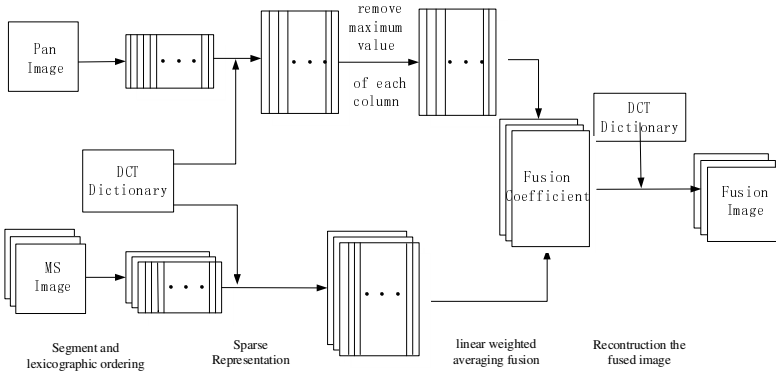 Pan
Image
remove
maximum
value
of each
column
DCT
Dictionary
DCT
Dictionary
Fusion
Coefficient
Fusion
Image
MS
Image
Segment and
lexicographic ordering
Sparse
Representation
linear weighted
averaging fusion
Recontruction the
fused image